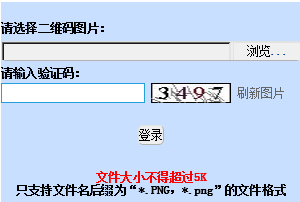 请选择二维码图片：
浏览...
请输入验证码：
3497 刷新图片
登录
文件大小不得超过5K
只支持文件名后缀为“*.PNG，*.png”的文件格式